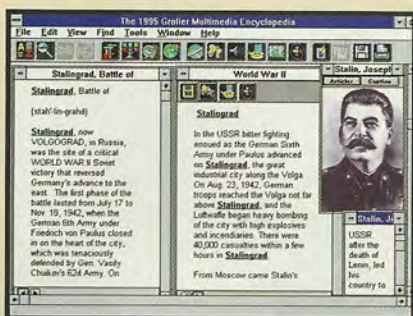 The 1995 Grolier Multimedia Encyclopedia
File Edit View Find Tools Window Help
Stalingrad, Battle of
Stalingrad, Battle of
{stah'-lin-grahd}
Stalingrad, now
VOLGOGRAD, in Russia,
was the site of a critical
WORLD WAR II Soviet
victory that reversed
Germany's advance to the
east. The first phase of the
battle lasted from July 17 to
Nov. 18, 1942, when the
German 6th Army under
Friedrich von Paulus closed
in on the heart of the city,
which was tenaciously
defended by Gen. Vasily
Chuikov's 62d Army. On
World War II
Stalingrad
In the USSR bitter fighting
ensued as the German Sixth
Army under Paulus advanced
on Stalingrad, the great
industrial city along the Volga.
On Aug. 23, 1942, German
troops reached the Volga not far
above Stalingrad, and the
Luftwaffe began heavy bombing
of the city with high explosives
and incendiaries. There were
40,000 casualties within a few
hours in Stalingrad.
From Moscow came Stalin's
Stalin, Joseph
Articles Caption
Stalin, J
USSR
after the
death of
Lenin, led
his
country to